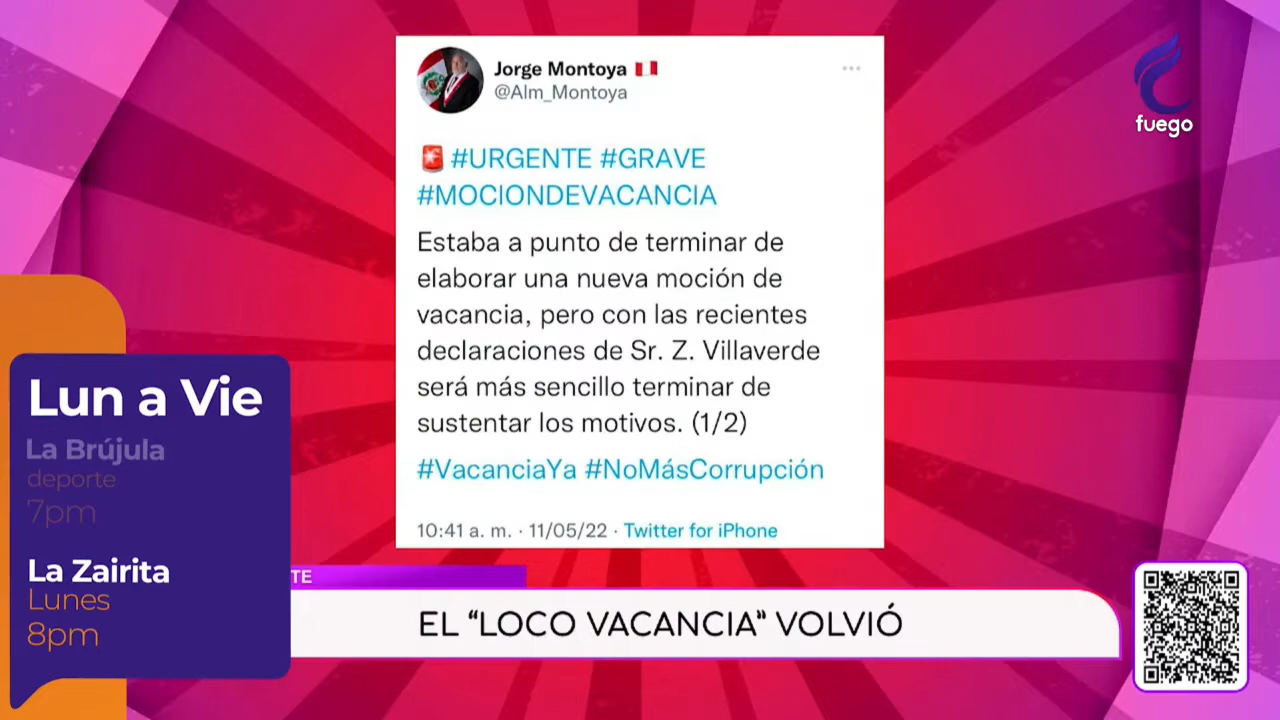 Jorge Montoya
@Alm_Montoya
#URGENTE #GRAVE
#MOCIONDEVACANCIA
Estaba a punto de terminar de
elaborar una nueva moción de
vacancia, pero con las recientes
declaraciones de Sr. Z. Villaverde
será más sencillo terminar de
sustentar los motivos. (1/2)
#VacanciaYa #NoMásCorrupción
10:41 a. m. · 11/05/22 · Twitter for iPhone
fuego
Lun a Vie
La Brújula
deporte
7pm
La Zairita
Lunes
8pm
TE
EL “LOCO VACANCIA” VOLVIÓ